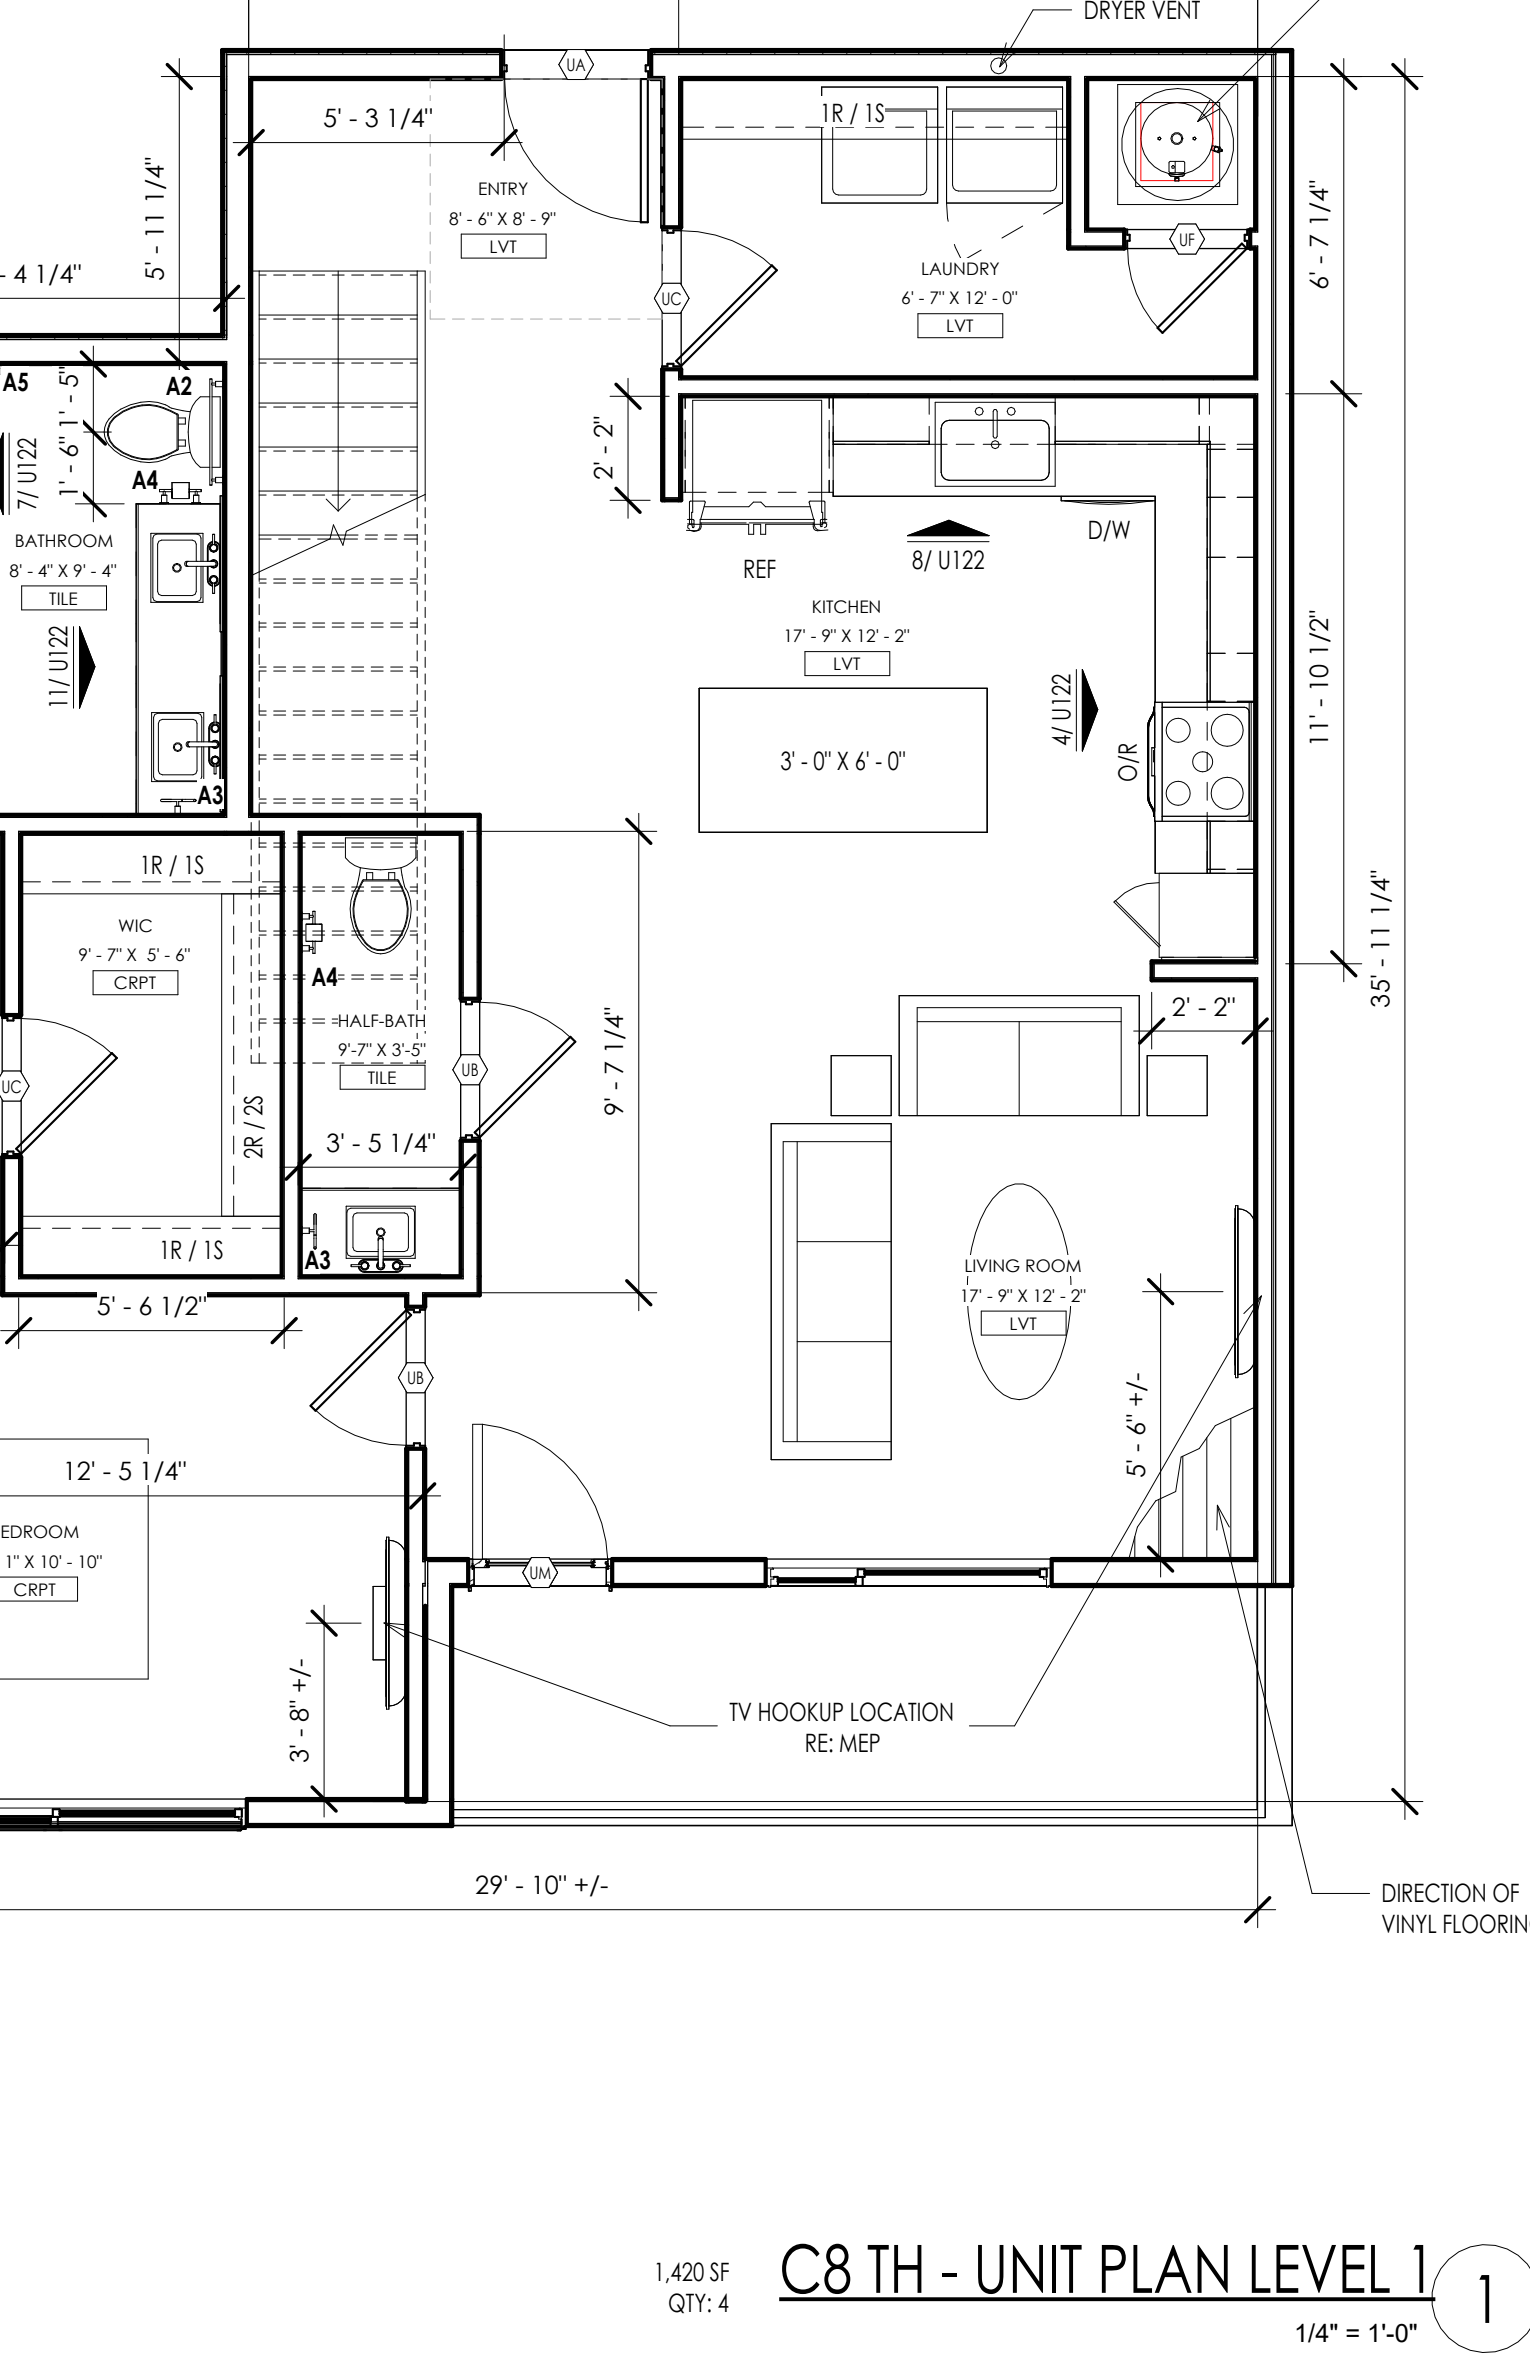 DRYER VENT
UA
5' - 3 1/4"
1R / 1S
ENTRY
8' - 6" X 8' - 9"
LVT
5' - 11 1/4"
6' - 7 1/4"
UF
- 4 1/4"
UC
LAUNDRY
6' - 7" X 12' - 0"
LVT
A5
1' - 5"
A2
2' - 2"
7/ U122
1' - 6"
A4
D/W
8/ U122
REF
BATHROOM
8' - 4" X 9' - 4"
TILE
KITCHEN
17' - 9" X 12' - 2"
LVT
11/ U122
4/ U122
11' - 10 1/2"
3' - 0" X 6' - 0"
O/R
A3
1R / 1S
WIC
9' - 7" X 5' - 6"
CRPT
A4
HALF-BATH
9'-7" X 3'-5"
TILE
35' - 11 1/4"
2' - 2"
UC
UB
9' - 7 1/4"
2R / 2S
3' - 5 1/4"
1R / 1S
A3
LIVING ROOM
17' - 9" X 12' - 2"
LVT
5' - 6 1/2"
UB
5' - 6" +/-
12' - 5 1/4"
EDROOM
1" X 10' - 10"
CRPT
UM
3' - 8" +/-
TV HOOKUP LOCATION
RE: MEP
29' - 10" +/-
DIRECTION OF
VINYL FLOORIN
1,420 SF
QTY: 4
C8 TH - UNIT PLAN LEVEL 1
1
1/4" = 1'-0"